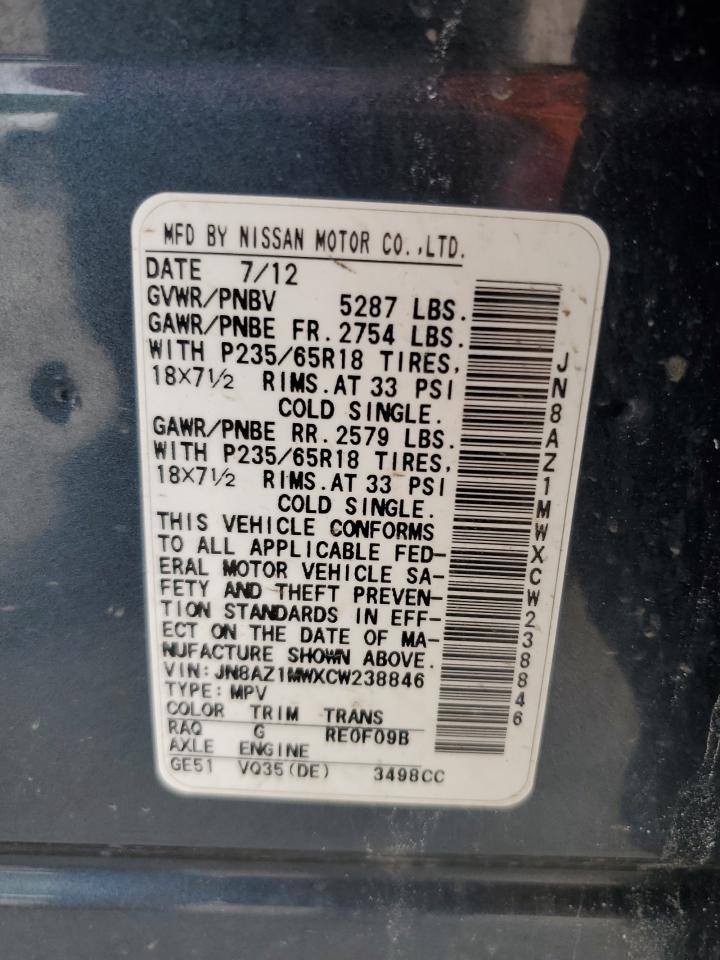 MFD BY NISSAN MOTOR CO.,LTD.
DATE 7/12
GVWR/PNBV 5287 LBS.
GAWR/PNBE FR. 2754 LBS.
WITH P235/65R18 TIRES,
18X7½ RIMS. AT 33 PSI
COLD SINGLE.
GAWR/PNBE RR. 2579 LBS.
WITH P235/65R18 TIRES,
18X7½ RIMS. AT 33 PSI
COLD SINGLE.
THIS VEHICLE CONFORMS
TO ALL APPLICABLE FED-
ERAL MOTOR VEHICLE SA-
FETY AND THEFT PREVEN-
TION STANDARDS IN EFF-
ECT ON THE DATE OF MA-
NUFACTURE SHOWN ABOVE.
VIN: JN8AZ1MWXCW238846
TYPE: MPV
COLOR TRIM TRANS
RAQ G RE0F09B
AXLE ENGINE
GE51 VQ35(DE) 3498CC
JN8AZ1MWXCW238846